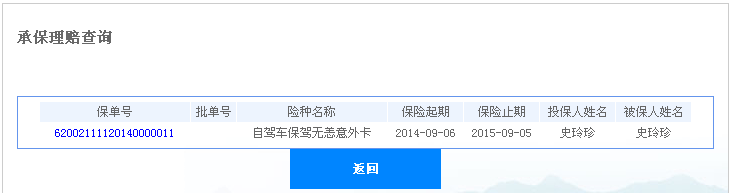 承保理赔查询
保单号 批单号 险种名称 保险起期 保险止期 投保人姓名 被保人姓名
62002111120140000011 自驾车保驾无善意外卡 2014-09-06 2015-09-05 史玲珍 史玲珍
返回